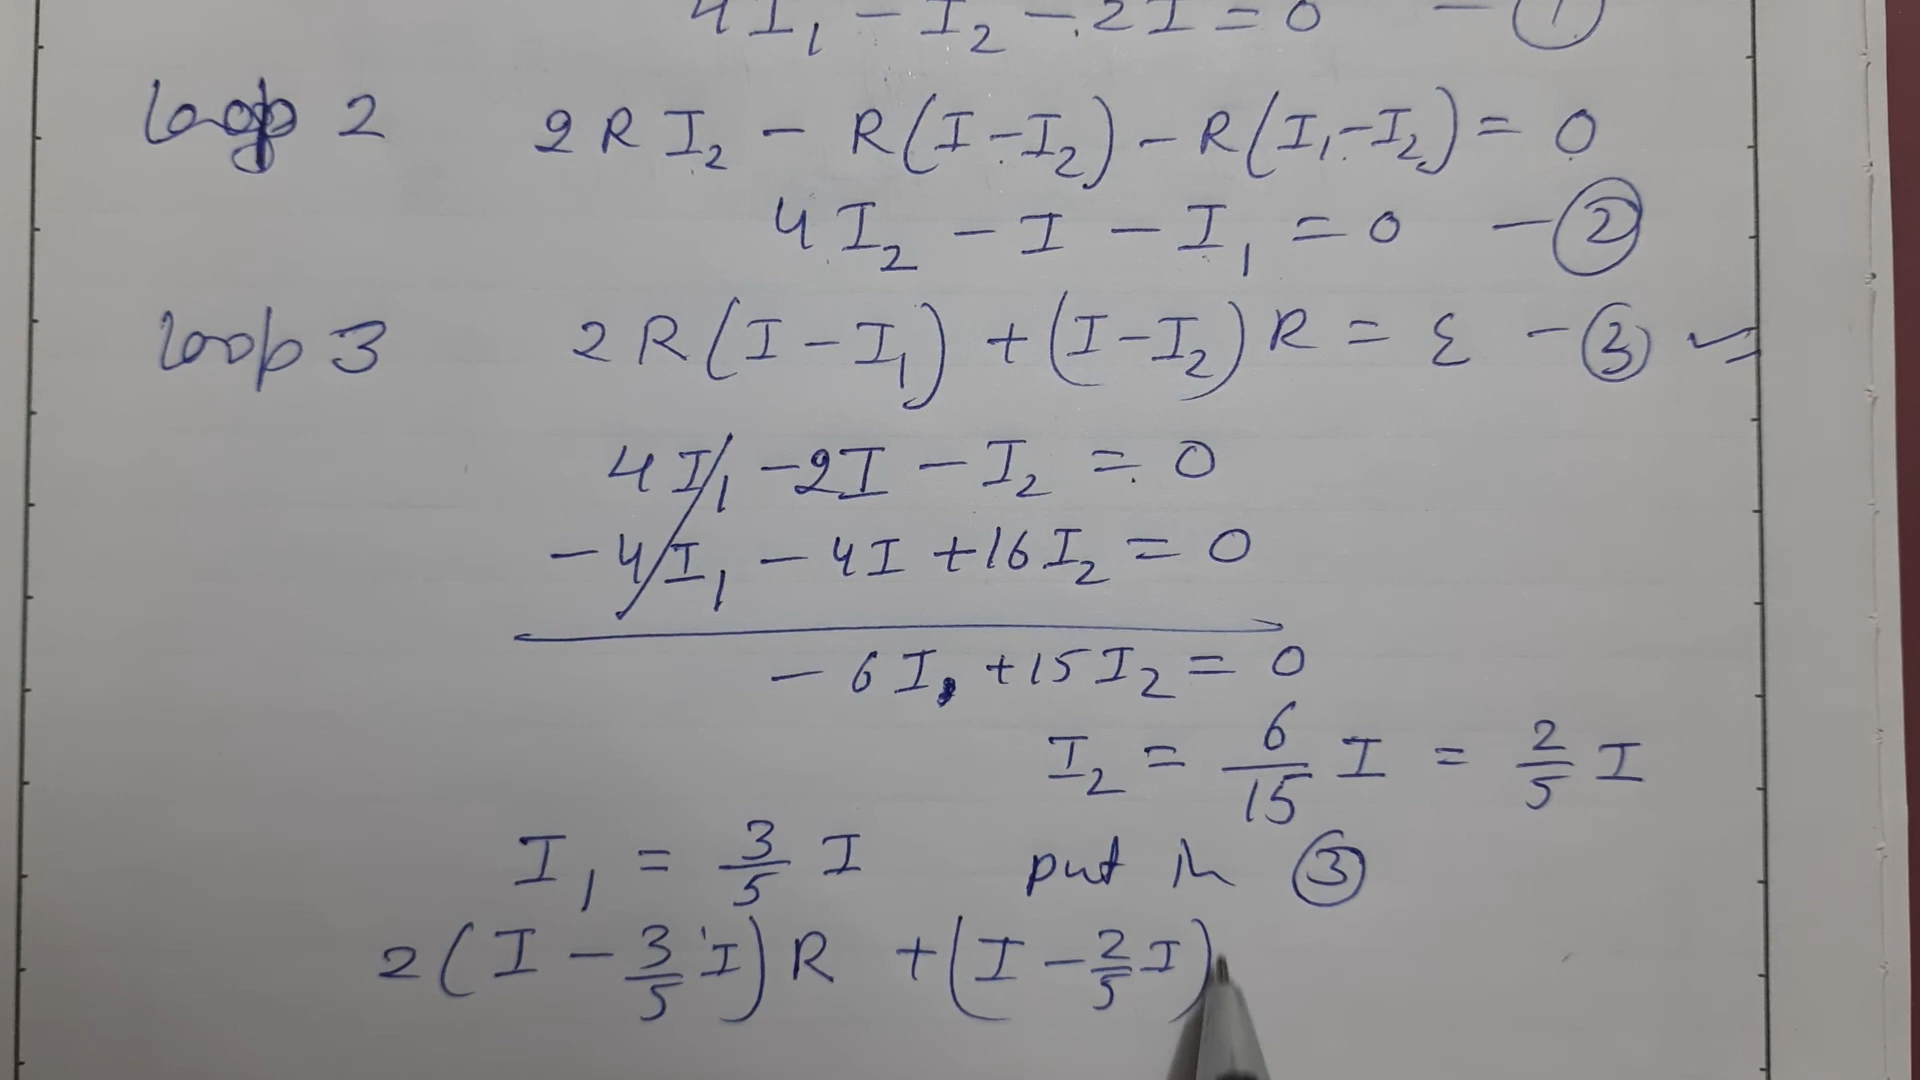 4I₁ - I₂ - 2I = 0 - ①
Loop 2 2RI₂ - R(I-I₂) - R(I₁-I₂) = 0
4I₂ - I - I₁ = 0 - ②
Loop 3 2R(I-I₁) + (I-I₂)R = ε - ③
4I₁ - 2I - I₂ = 0
-4I₁ - 4I + 16I₂ = 0
- 6I + 15I₂ = 0
I₂ = 6/15 I = 2/5 I
I₁ = 3/5 I put in ③
2(I - 3/5 I)R + (I - 2/5 I)